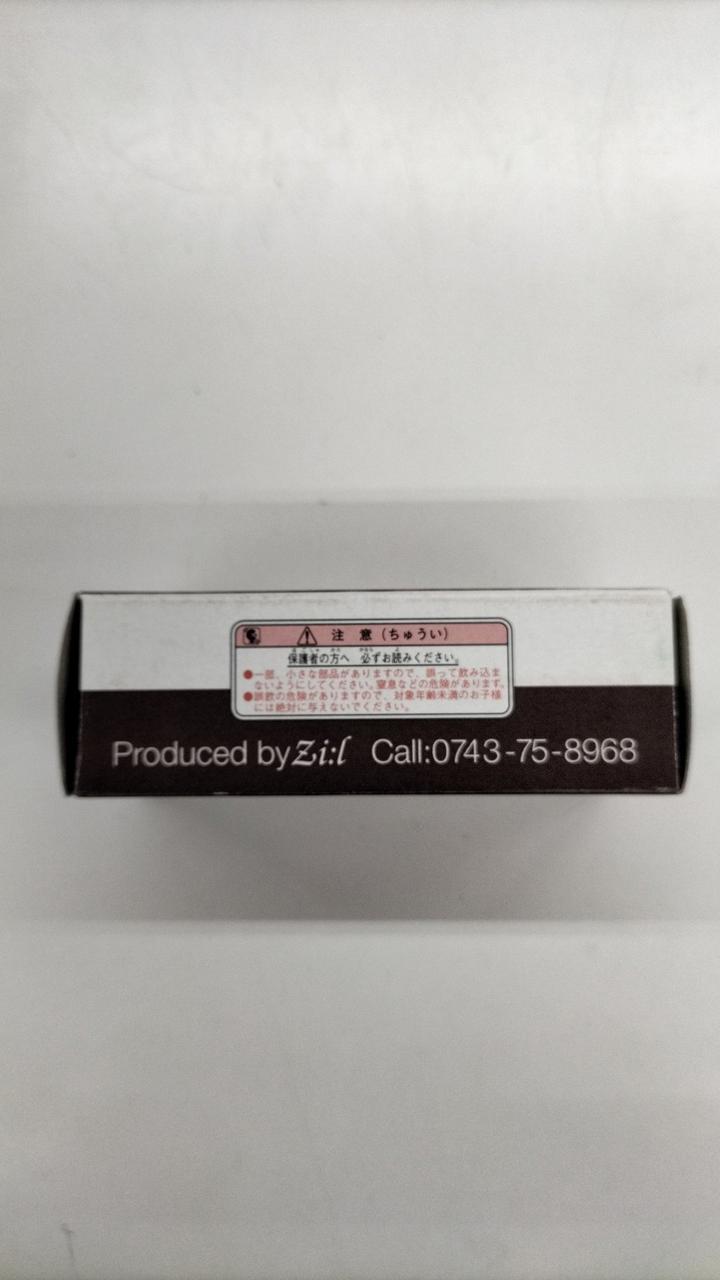 注 意（ちゅうい）
保護者の方へ 必ずお読みください。
●一部、小さな部品がありますので、誤って飲み込ま
ないようにしてください。窒息などの危険があります。
●誤飲の危険がありますので、対象年齢未満のお子様
には絶対に与えないでください。
Produced by Zi:l Call:0743-75-8968